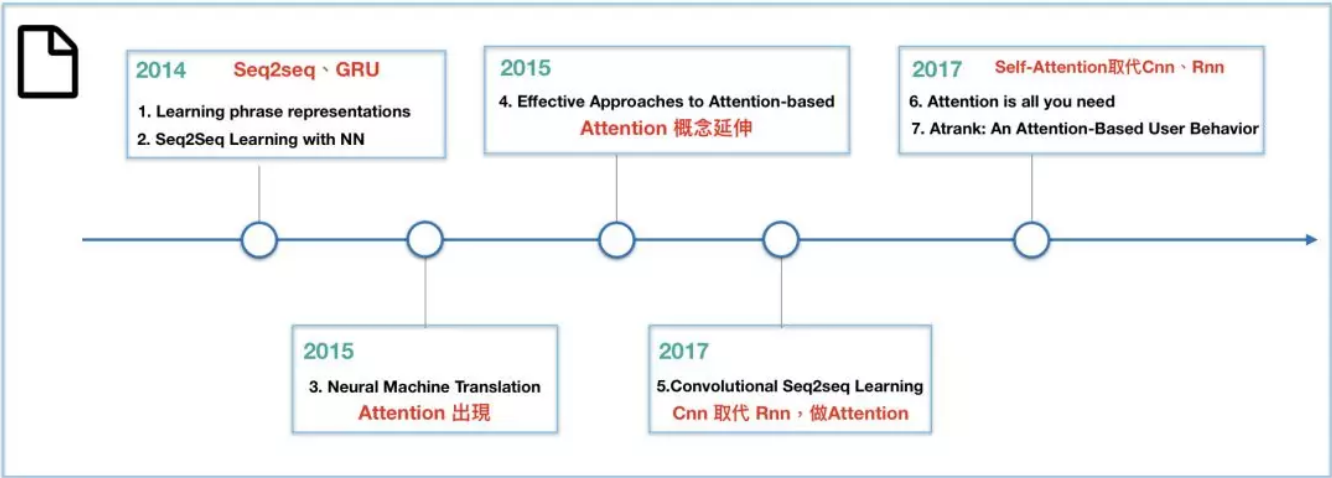 2014 Seq2seq、GRU
1. Learning phrase representations
2. Seq2Seq Learning with NN
2015
3. Neural Machine Translation
Attention 出現
2015
4. Effective Approaches to Attention-based
Attention 概念延伸
2017
5.Convolutional Seq2seq Learning
Cnn 取代 Rnn，做Attention
2017 Self-Attention取代Cnn、Rnn
6. Attention is all you need
7. Atrank: An Attention-Based User Behavior